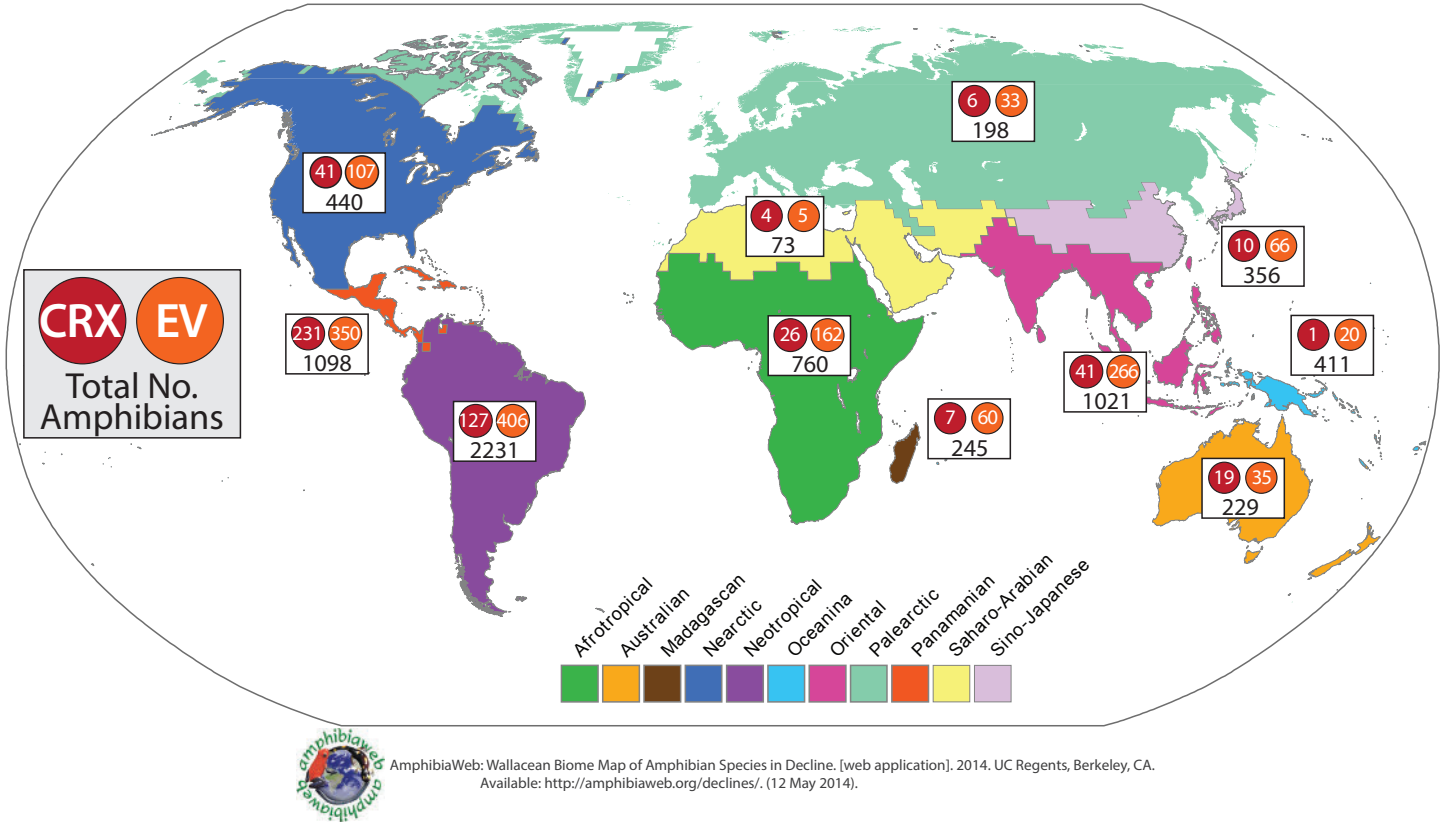 6 33
198
41 107
440
4 5
73
10 66
356
CRX EV
Total No.
Amphibians
231 350
1098
26 162
760
1 20
411
41 266
1021
127 406
2231
7 60
245
19 35
229
Afrotropical
Australian
Madagascan
Nearctic
Neotropical
Oceanina
Oriental
Palearctic
Panamanian
Saharo-Arabian
Sino-Japanese
amphibiaweb amphibiaweb
AmphibiaWeb: Wallacean Biome Map of Amphibian Species in Decline. [web application]. 2014. UC Regents, Berkeley, CA.
Available: http://amphibiaweb.org/declines/. (12 May 2014).